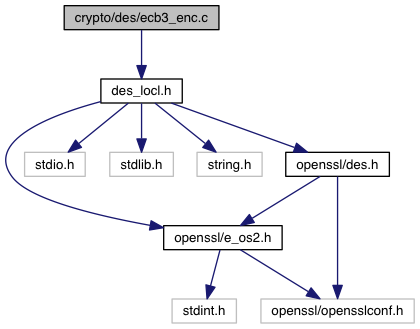 crypto/des/ecb3_enc.c
des_locl.h
stdio.h
stdlib.h
string.h
openssl/des.h
openssl/e_os2.h
stdint.h
openssl/opensslconf.h